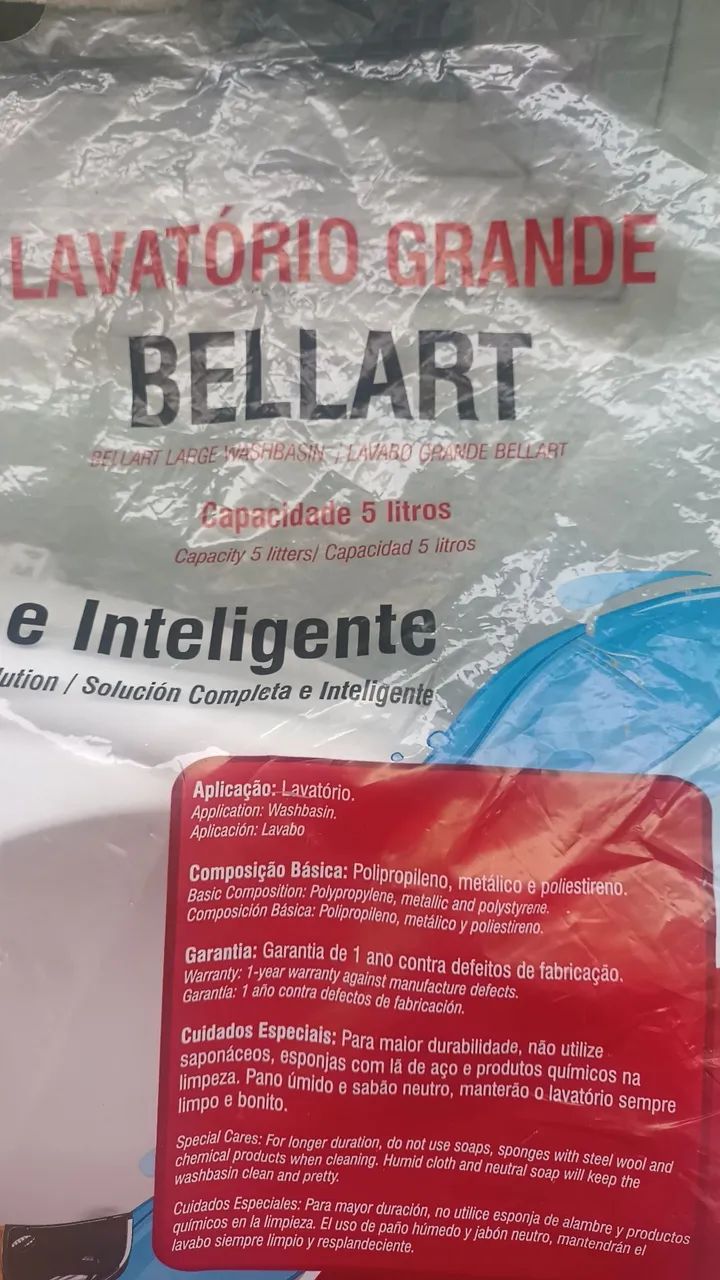 LAVATÓRIO GRANDE
BELLART
BELLART LARGE WASHBASIN / LAVABO GRANDE BELLART
Capacidade 5 litros
Capacity 5 litters/ Capacidad 5 litros
e Inteligente
lution / Solución Completa e Inteligente
Aplicação: Lavatório.
Application: Washbasin.
Aplicación: Lavabo
Composição Básica: Polipropileno, metálico e poliestireno.
Basic Composition: Polypropylene, metallic and polystyrene.
Composición Básica: Polipropileno, metálico y poliestireno.
Garantia: Garantia de 1 ano contra defeitos de fabricação.
Warranty: 1-year warranty against manufacture defects.
Garantía: 1 año contra defectos de fabricación.
Cuidados Especiais: Para maior durabilidade, não utilize
saponáceos, esponjas com lã de aço e produtos químicos na
limpeza. Pano úmido e sabão neutro, manterão o lavatório sempre
limpo e bonito.
Special Cares: For longer duration, do not use soaps, sponges with steel wool and
chemical products when cleaning. Humid cloth and neutral soap will keep the
washbasin clean and pretty.
Cuidados Especiales: Para mayor duración, no utilice esponja de alambre y productos
químicos en la limpieza. El uso de paño húmedo y jabón neutro, mantendrán el
lavabo siempre limpio y resplandeciente.